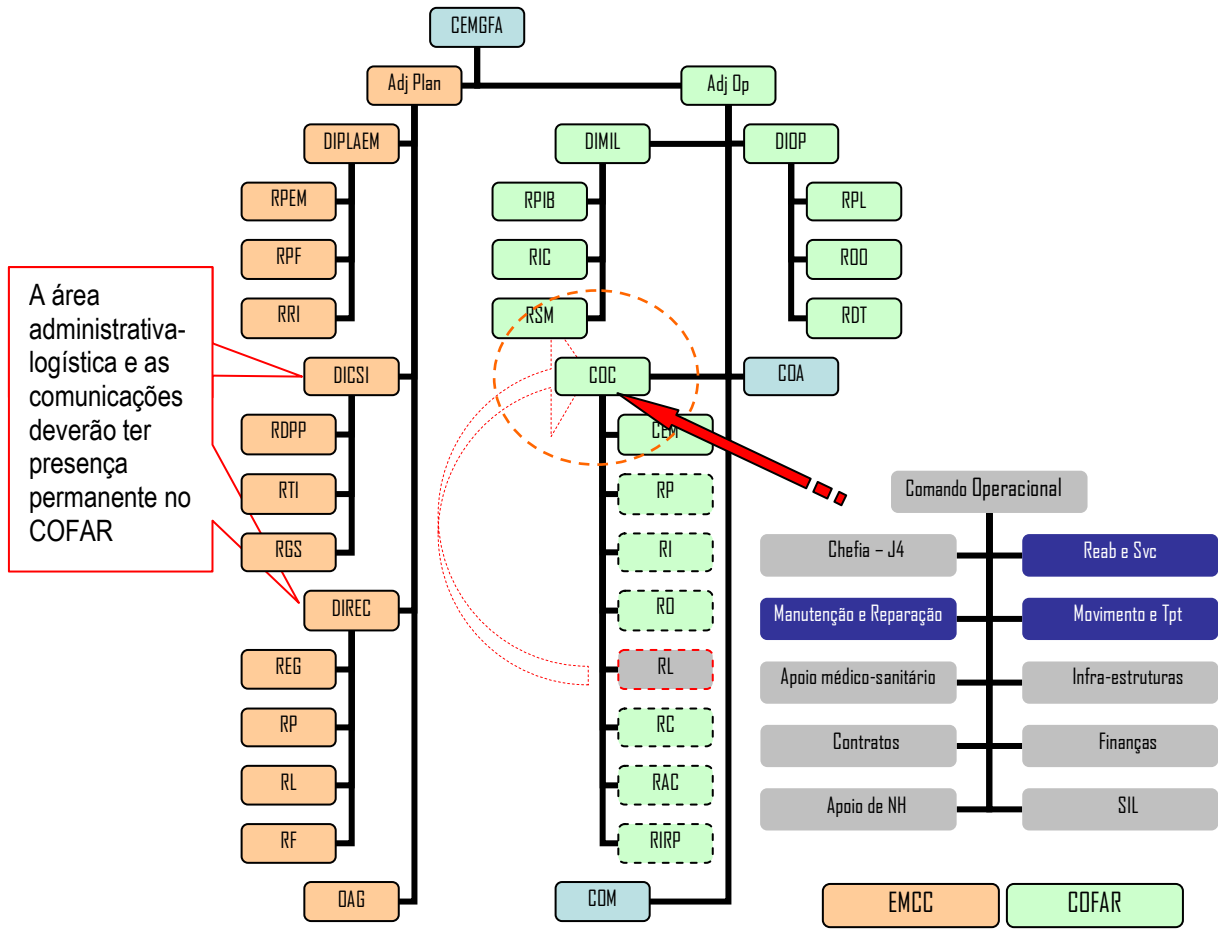 CEMGFA
Adj Plan
Adj Op
DIPLAEM
DIMIL
DIOP
RPEM
RPIB
RPL
RPF
RIC
ROO
RRI
RSM
RDT
A área
administrativa-
logística e as
comunicações
deverão ter
presença
permanente no
COFAR
DICSI
COC
COA
RDPP
CEM
RTI
RP
RGS
RI
DIREC
RO
REG
RL
RP
RC
RL
RAC
RF
RIRP
OAG
COM
Comando Operacional
Chefia – J4
Reab e Svc
Manutenção e Reparação
Movimento e Tpt
Apoio médico-sanitário
Infra-estruturas
Contratos
Finanças
Apoio de NH
SIL
EMCC
COFAR